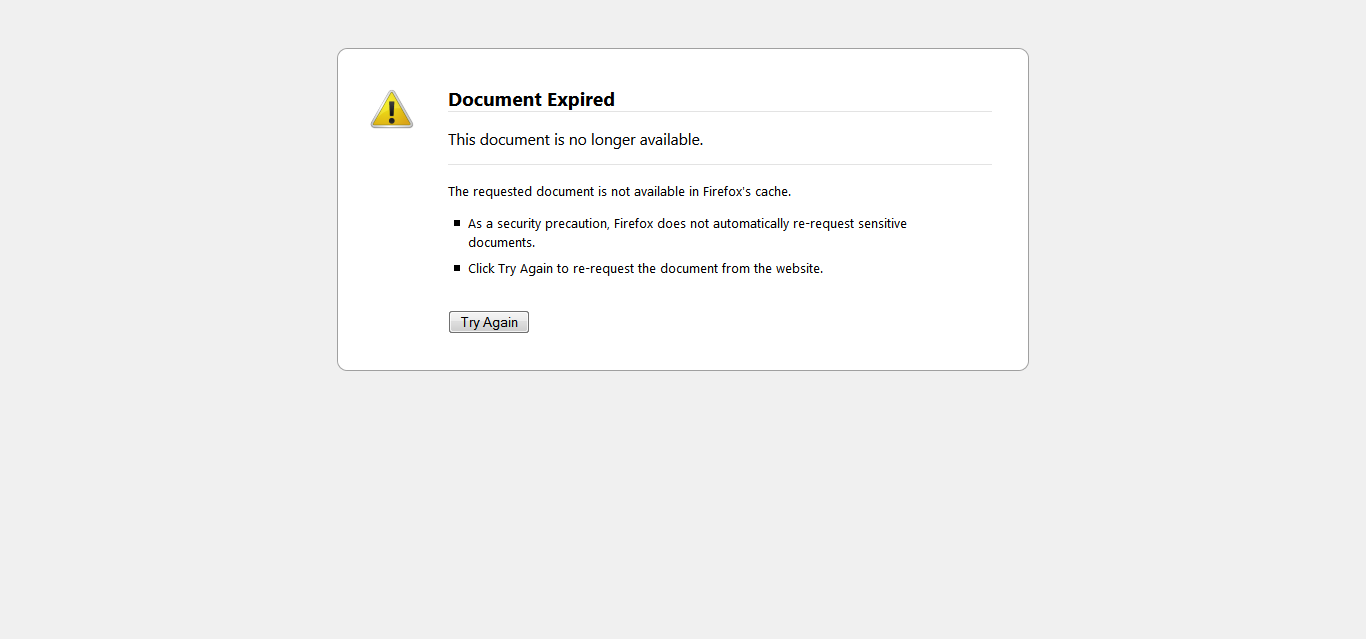 Document Expired
This document is no longer available.
The requested document is not available in Firefox's cache.
As a security precaution, Firefox does not automatically re-request sensitive
documents.
Click Try Again to re-request the document from the website.
Try Again